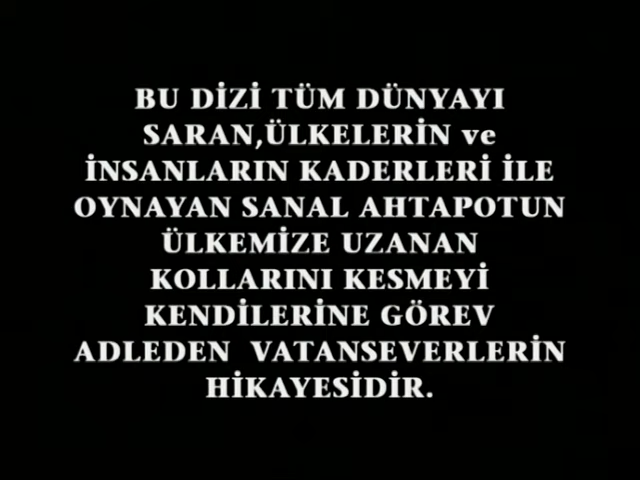 BU DİZİ TÜM DÜNYAYI
SARAN,ÜLKELERİN ve
İNSANLARIN KADERLERİ İLE
OYNAYAN SANAL AHTAPOTUN
ÜLKEMİZE UZANAN
KOLLARINI KESMEYİ
KENDİLERİNE GÖREV
ADLEDEN  VATANSEVERLERİN
HİKAYESİDİR.